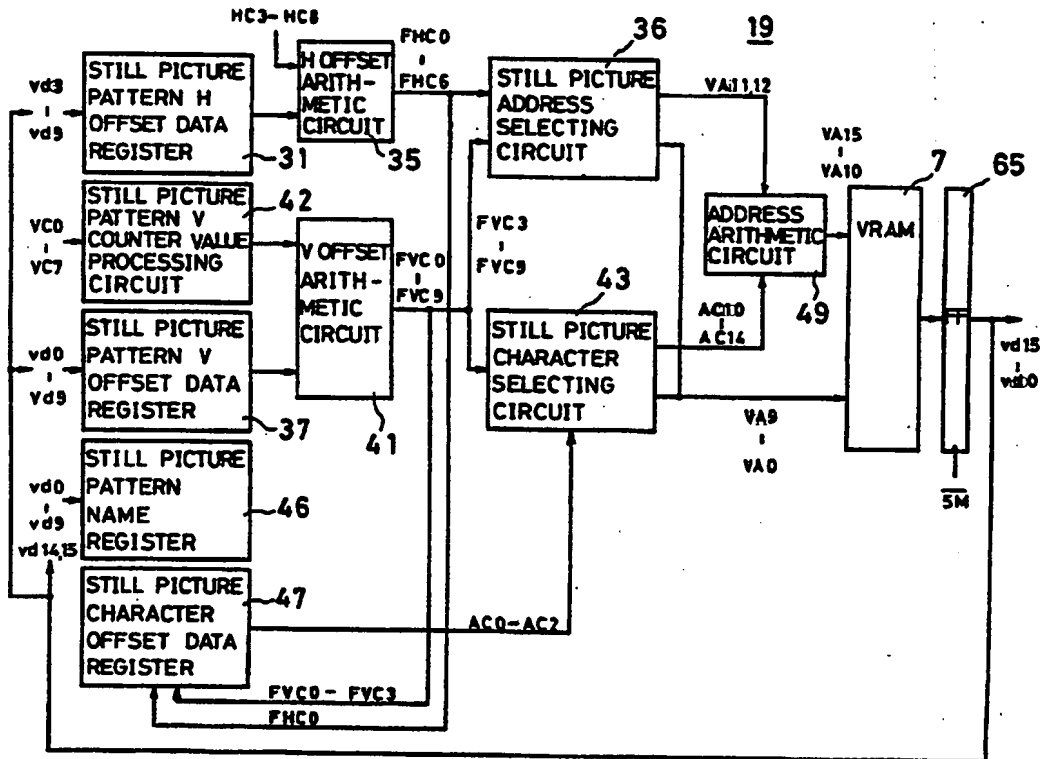 HC3-HC8
19
36
FHC0
FHC6
STILL PICTURE
PATTERN H
OFFSET DATA
REGISTER
31
vd3
vd9
H OFFSET
ARITH-
METIC
CIRCUIT
35
STILL PICTURE
ADDRESS
SELECTING
CIRCUIT
VAi11,12
VA15
VA10
7
65
42
STILL PICTURE
PATTERN V
COUNTER VALUE
PROCESSING
CIRCUIT
VC0
VC7
V OFFSET
ARITH-
METIC
CIRCUIT
41
FVC0
FVC9
FVC3
FVC9
ADDRESS
ARITHMETIC
CIRCUIT
49
VRAM
43
STILL PICTURE
CHARACTER
SELECTING
CIRCUIT
AC10
AC14
vd0
vd9
STILL PICTURE
PATTERN V
OFFSET DATA
REGISTER
37
vd15
vd0
VA9
VA0
5M
vd0
vd9
vd14,15
STILL PICTURE
PATTERN
NAME
REGISTER
46
STILL PICTURE
CHARACTER
OFFSET DATA
REGISTER
47
AC0-AC2
FVC0- FVC3
FHC0